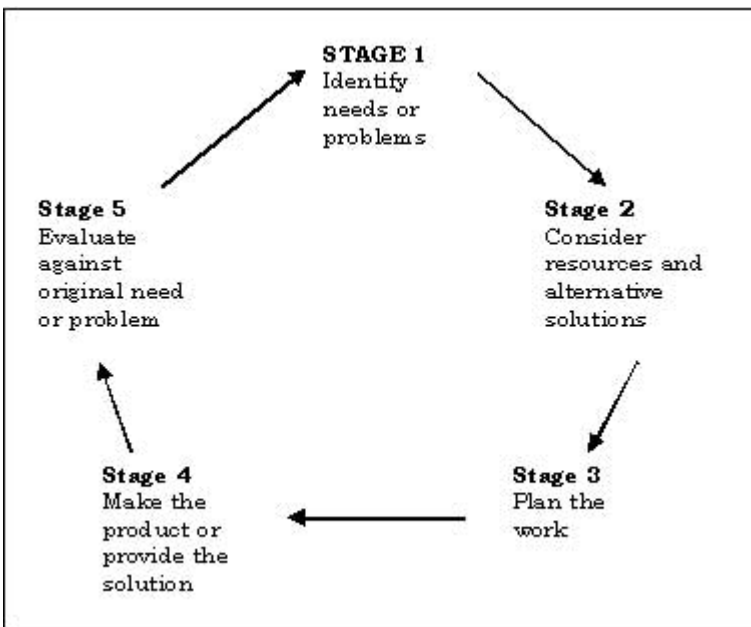 STAGE 1
Identify
needs or
problems
Stage 2
Consider
resources and
alternative
solutions
Stage 3
Plan the
work
Stage 4
Make the
product or
provide the
solution
Stage 5
Evaluate
against
original need
or problem